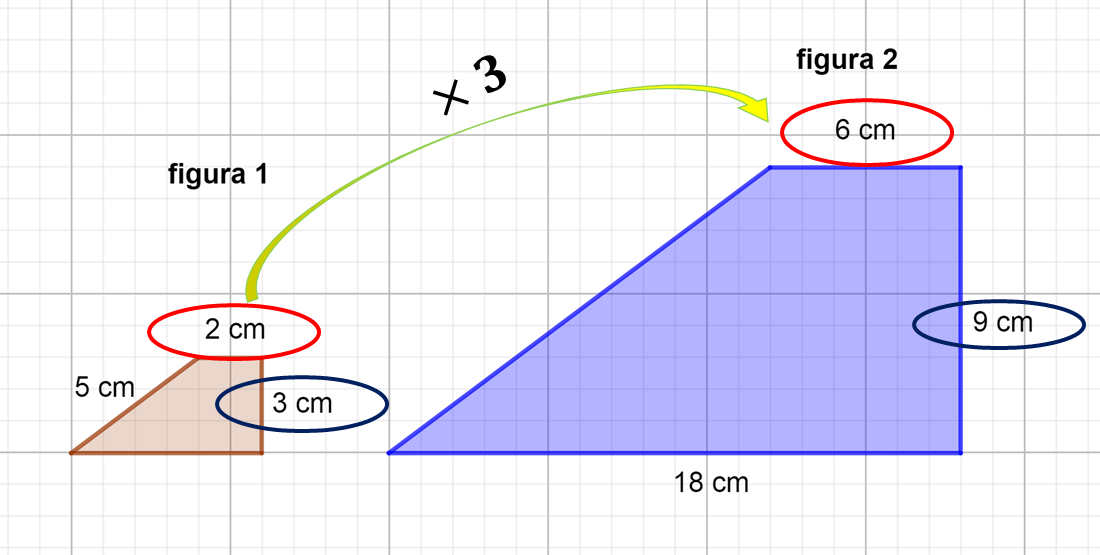 figura 2
× 3
6 cm
figura 1
2 cm
9 cm
5 cm
3 cm
18 cm